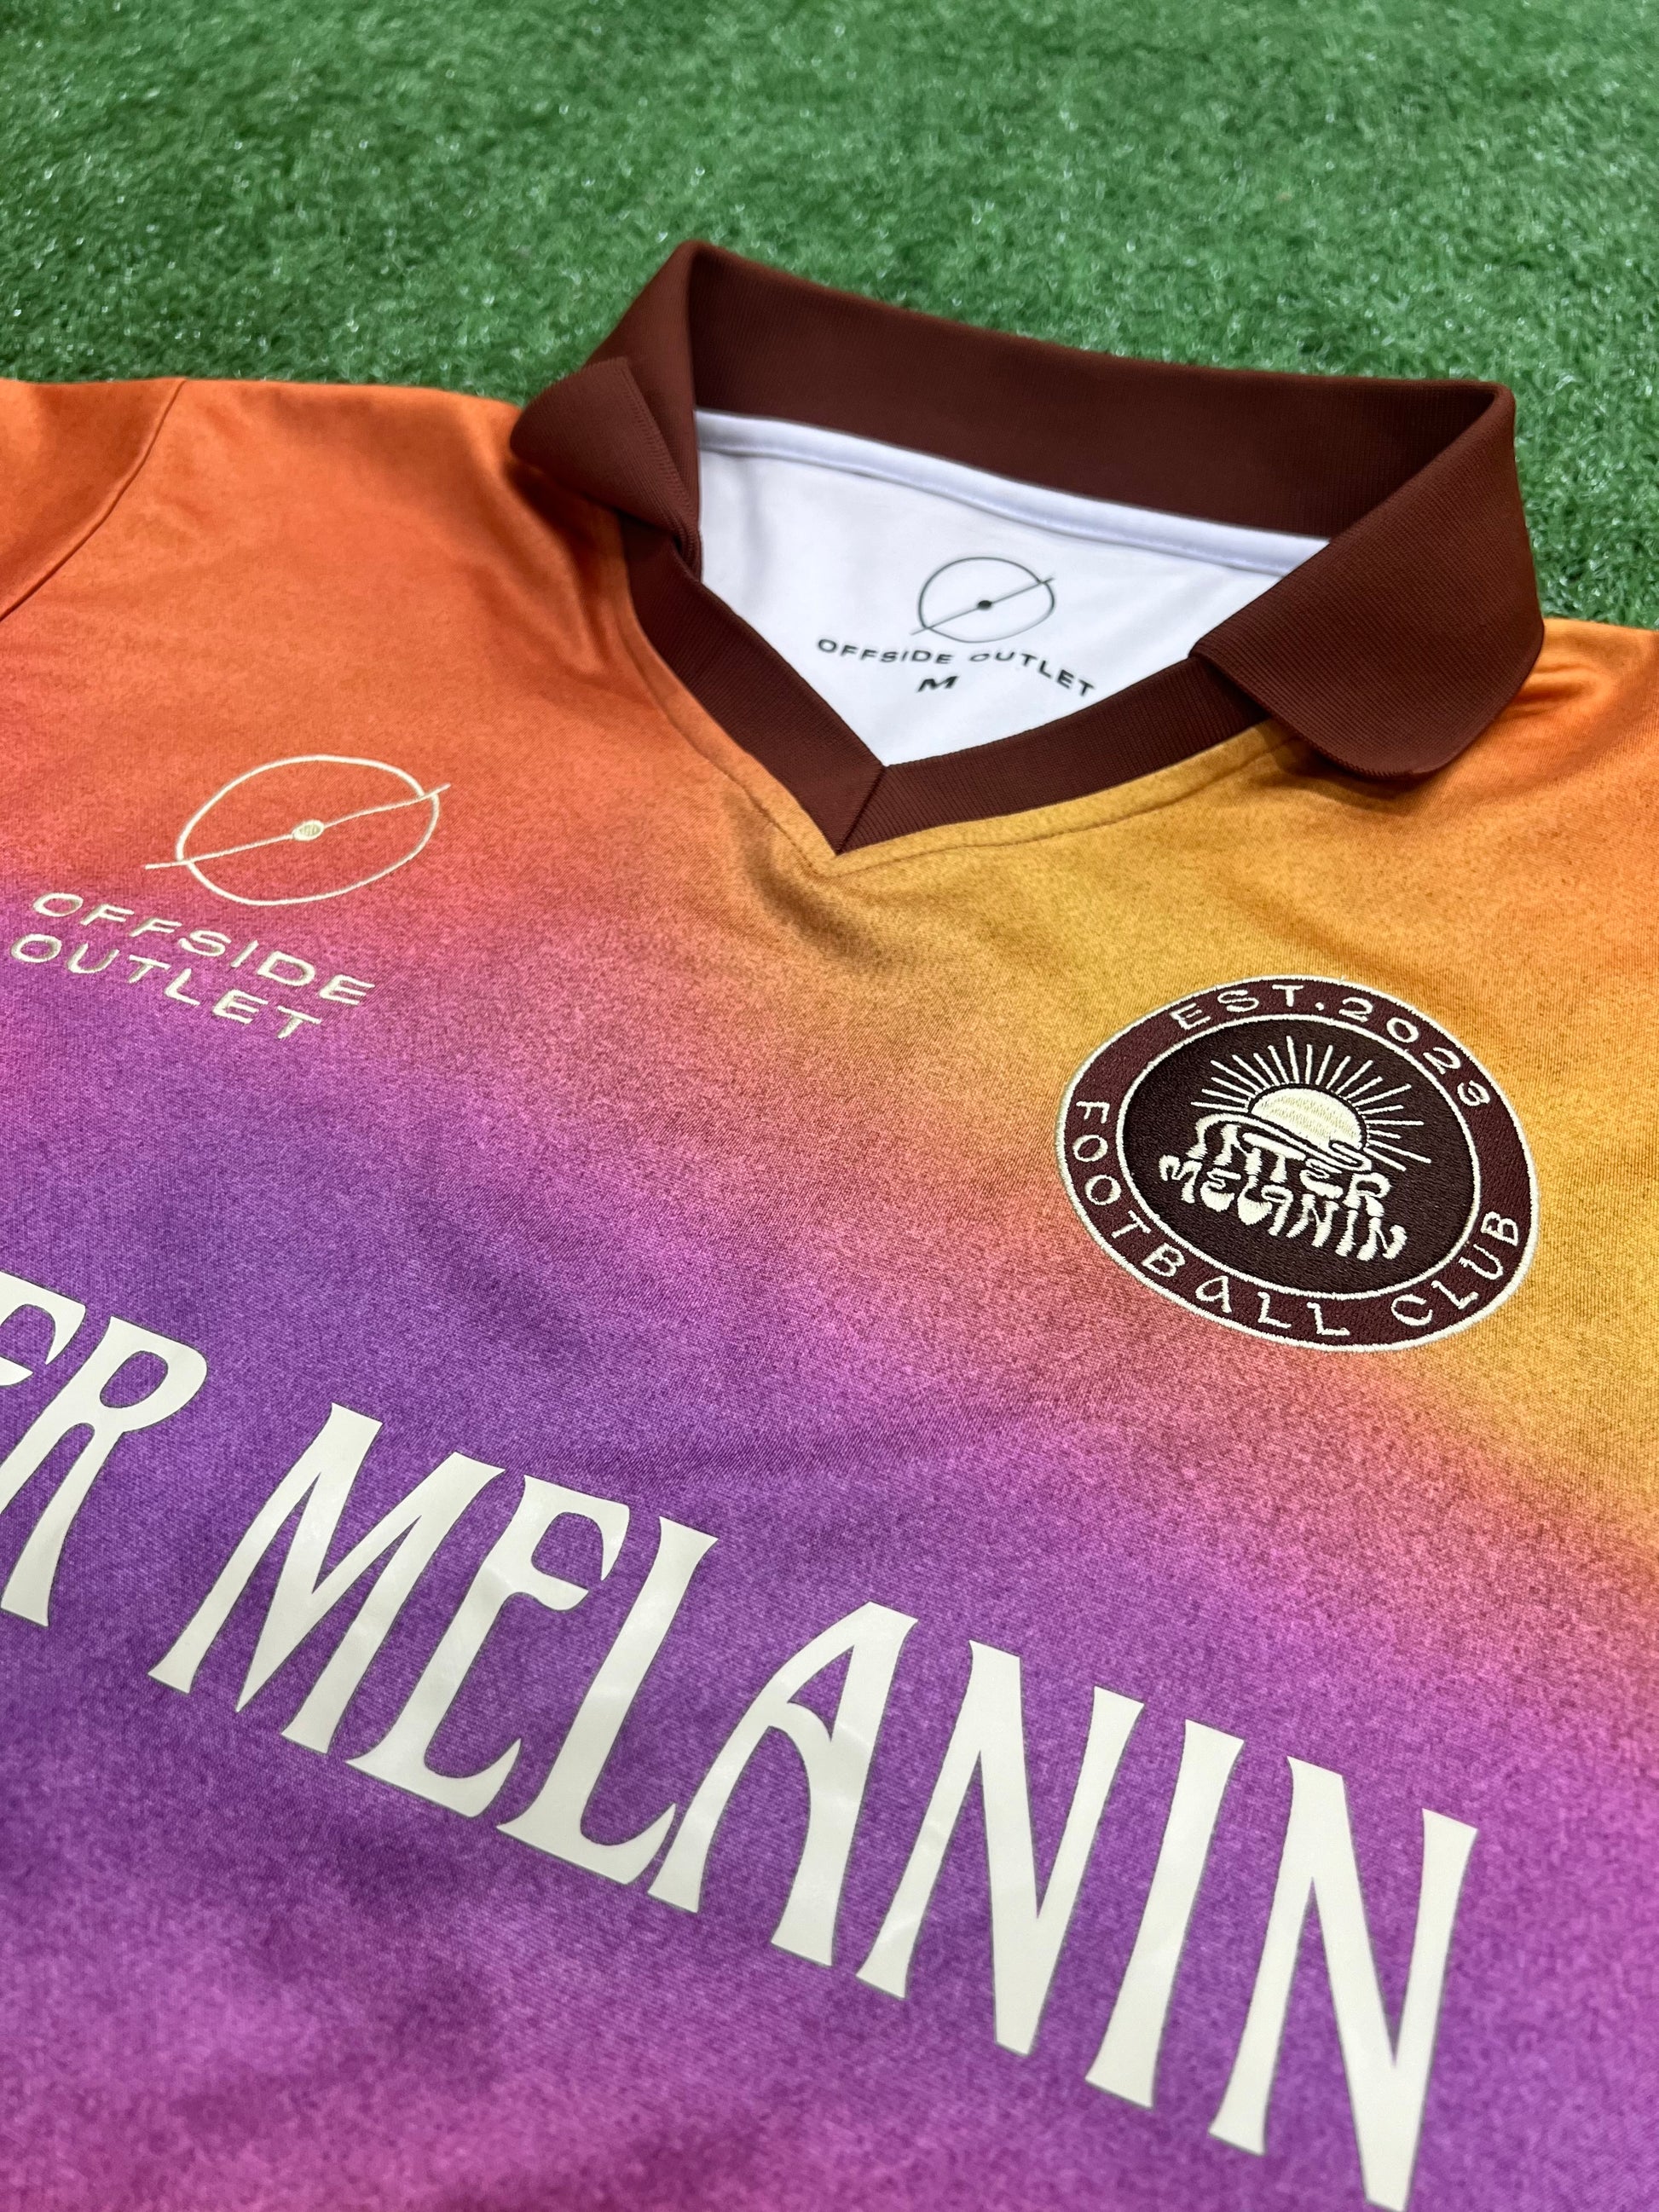 OFFSIDE OUTLET
M
OFFSIDE
OUTLET
EST.2023
INTER
MELANIN
FOOTBALL CLUB
ER MELANIN